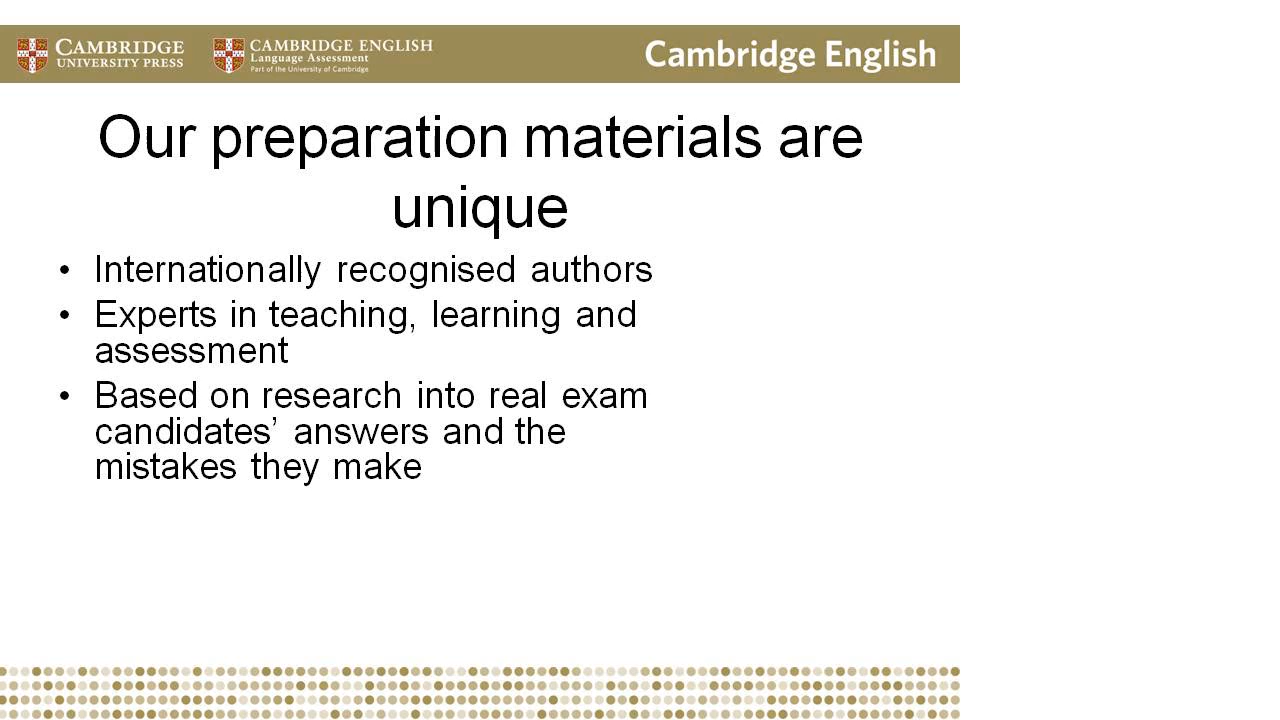 CAMBRIDGE
UNIVERSITY PRESS
CAMBRIDGE ENGLISH
Language Assessment
Part of the University of Cambridge
Cambridge English
Our preparation materials are
unique
• Internationally recognised authors
• Experts in teaching, learning and
assessment
• Based on research into real exam
candidates’ answers and the
mistakes they make